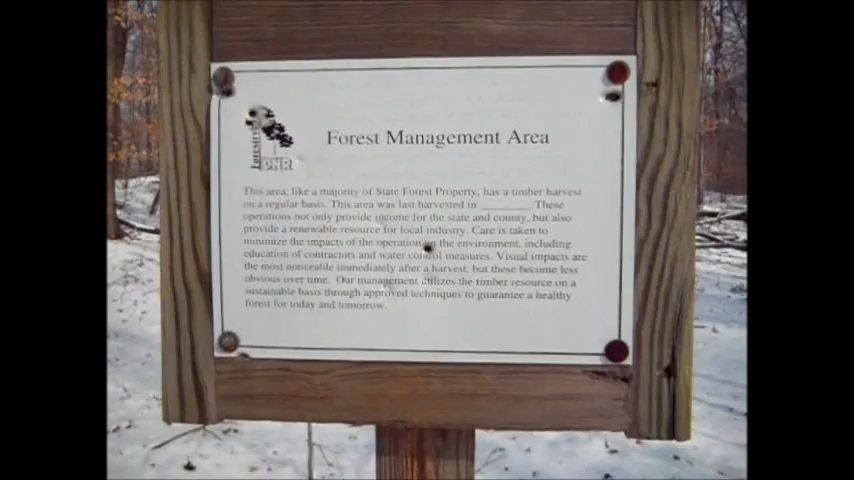 Forestry
DNR
Forest Management Area
This area, like a majority of State Forest Property, has a timber harvest
on a regular basis. This area was last harvested in ________. These
operations not only provide income for the state and county, but also
provide a renewable resource for local industry. Care is taken to
minimize the impacts of the operation on the environment, including
education of contractors and water control measures. Visual impacts are
the most noticeable immediately after a harvest, but these become less
obvious over time. Our management utilizes the timber resource on a
sustainable basis through approved techniques to guarantee a healthy
forest for today and tomorrow.